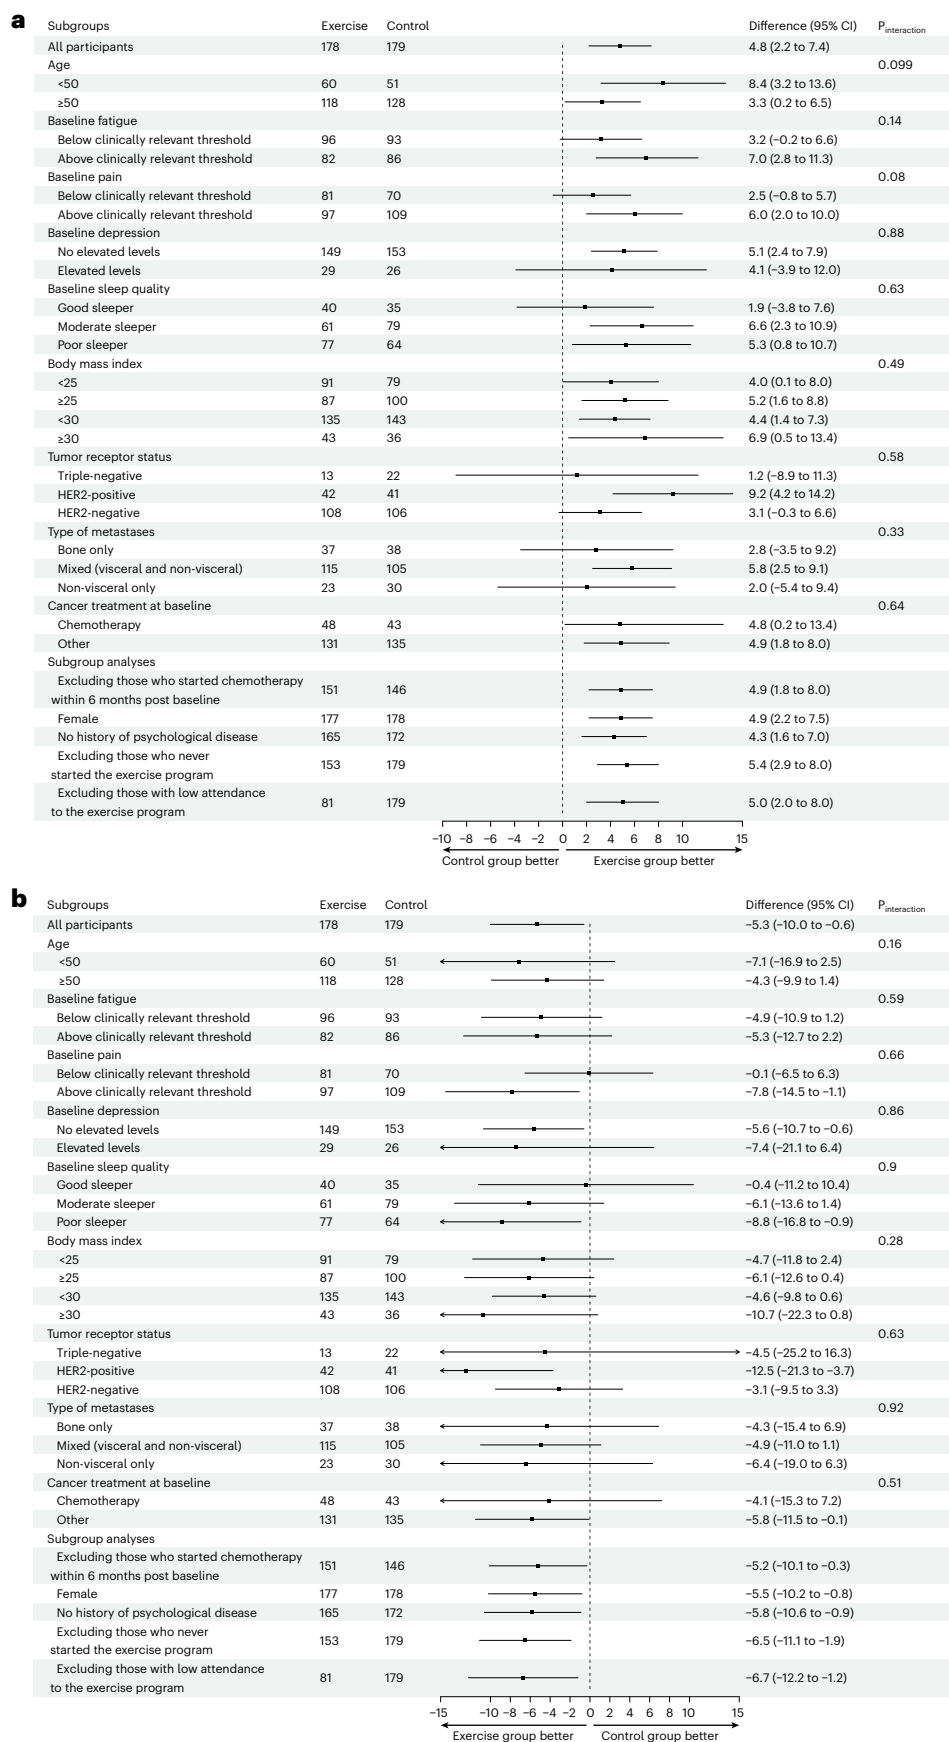 a
Subgroups Exercise Control Difference (95% CI) Pinteraction
All participants 178 179 4.8 (2.2 to 7.4)
Age 0.099
<50 60 51 8.4 (3.2 to 13.6)
≥50 118 128 3.3 (0.2 to 6.5)
Baseline fatigue 0.14
Below clinically relevant threshold 96 93 3.2 (−0.2 to 6.6)
Above clinically relevant threshold 82 86 7.0 (2.8 to 11.3)
Baseline pain 0.08
Below clinically relevant threshold 81 70 2.5 (−0.8 to 5.7)
Above clinically relevant threshold 97 109 6.0 (2.0 to 10.0)
Baseline depression 0.88
No elevated levels 149 153 5.1 (2.4 to 7.9)
Elevated levels 29 26 4.1 (−3.9 to 12.0)
Baseline sleep quality 0.63
Good sleeper 40 35 1.9 (−3.8 to 7.6)
Moderate sleeper 61 79 6.6 (2.3 to 10.9)
Poor sleeper 77 64 5.3 (0.8 to 10.7)
Body mass index 0.49
<25 91 79 4.0 (0.1 to 8.0)
≥25 87 100 5.2 (1.6 to 8.8)
<30 135 143 4.4 (1.4 to 7.3)
≥30 43 36 6.9 (0.5 to 13.4)
Tumor receptor status 0.58
Triple-negative 13 22 1.2 (−8.9 to 11.3)
HER2-positive 42 41 9.2 (4.2 to 14.2)
HER2-negative 108 106 3.1 (−0.3 to 6.6)
Type of metastases 0.33
Bone only 37 38 2.8 (−3.5 to 9.2)
Mixed (visceral and non-visceral) 115 105 5.8 (2.5 to 9.1)
Non-visceral only 23 30 2.0 (−5.4 to 9.4)
Cancer treatment at baseline 0.64
Chemotherapy 48 43 4.8 (0.2 to 13.4)
Other 131 135 4.9 (1.8 to 8.0)
Subgroup analyses
Excluding those who started chemotherapy
within 6 months post baseline 151 146 4.9 (1.8 to 8.0)
Female 177 178 4.9 (2.2 to 7.5)
No history of psychological disease 165 172 4.3 (1.6 to 7.0)
Excluding those who never
started the exercise program 153 179 5.4 (2.9 to 8.0)
Excluding those with low attendance
to the exercise program 81 179 5.0 (2.0 to 8.0)
−10 −8 −6 −4 −2 0 2 4 6 8 10 15
Control group better Exercise group better
b
Subgroups Exercise Control Difference (95% CI) Pinteraction
All participants 178 179 −5.3 (−10.0 to −0.6)
Age 0.16
<50 60 51 −7.1 (−16.9 to 2.5)
≥50 118 128 −4.3 (−9.9 to 1.4)
Baseline fatigue 0.59
Below clinically relevant threshold 96 93 −4.9 (−10.9 to 1.2)
Above clinically relevant threshold 82 86 −5.3 (−12.7 to 2.2)
Baseline pain 0.66
Below clinically relevant threshold 81 70 −0.1 (−6.5 to 6.3)
Above clinically relevant threshold 97 109 −7.8 (−14.5 to −1.1)
Baseline depression 0.86
No elevated levels 149 153 −5.6 (−10.7 to −0.6)
Elevated levels 29 26 −7.4 (−21.1 to 6.4)
Baseline sleep quality 0.9
Good sleeper 40 35 −0.4 (−11.2 to 10.4)
Moderate sleeper 61 79 −6.1 (−13.6 to 1.4)
Poor sleeper 77 64 −8.8 (−16.8 to −0.9)
Body mass index 0.28
<25 91 79 −4.7 (−11.8 to 2.4)
≥25 87 100 −6.1 (−12.6 to 0.4)
<30 135 143 −4.6 (−9.8 to 0.6)
≥30 43 36 −10.7 (−22.3 to 0.8)
Tumor receptor status 0.63
Triple-negative 13 22 −4.5 (−25.2 to 16.3)
HER2-positive 42 41 −12.5 (−21.3 to −3.7)
HER2-negative 108 106 −3.1 (−9.5 to 3.3)
Type of metastases 0.92
Bone only 37 38 −4.3 (−15.4 to 6.9)
Mixed (visceral and non-visceral) 115 105 −4.9 (−11.0 to 1.1)
Non-visceral only 23 30 −6.4 (−19.0 to 6.3)
Cancer treatment at baseline 0.51
Chemotherapy 48 43 −4.1 (−15.3 to 7.2)
Other 131 135 −5.8 (−11.5 to −0.1)
Subgroup analyses
Excluding those who started chemotherapy
within 6 months post baseline 151 146 −5.2 (−10.1 to −0.3)
Female 177 178 −5.5 (−10.2 to −0.8)
No history of psychological disease 165 172 −5.8 (−10.6 to −0.9)
Excluding those who never
started the exercise program 153 179 −6.5 (−11.1 to −1.9)
Excluding those with low attendance
to the exercise program 81 179 −6.7 (−12.2 to −1.2)
−15 −10 −8 −6 −4 −2 0 2 4 6 8 10 15
Exercise group better Control group better